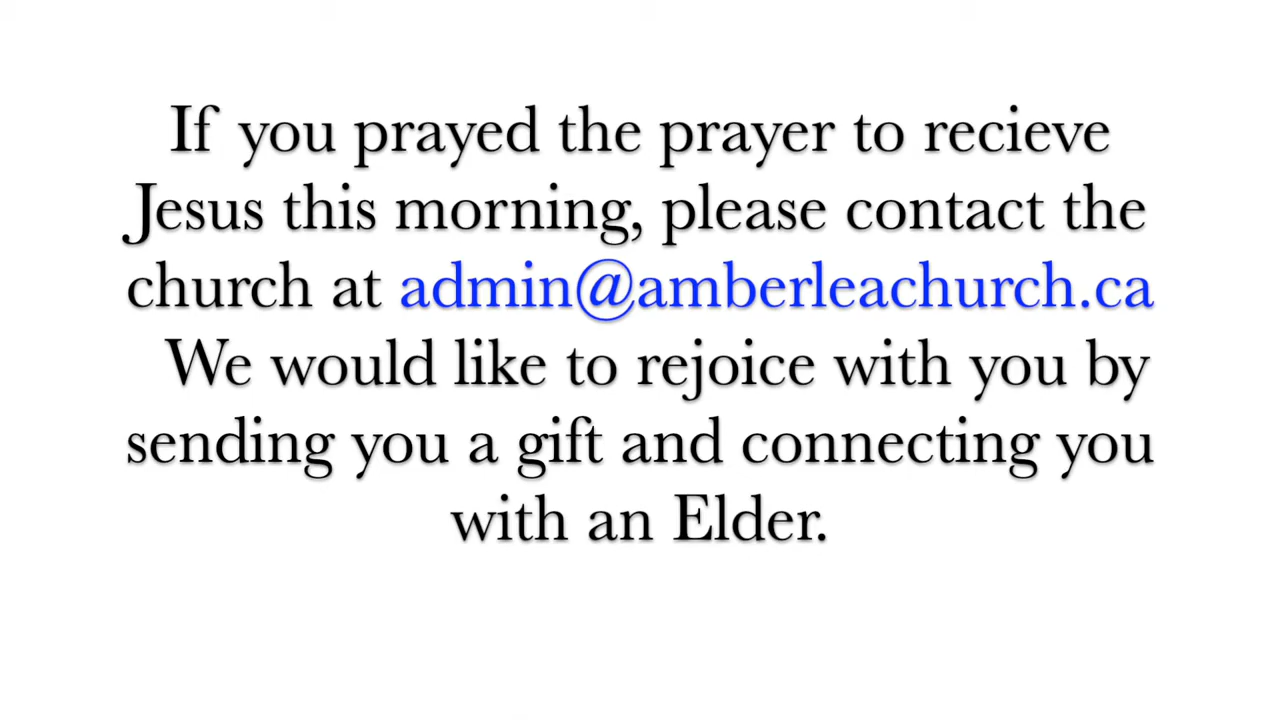 If you prayed the prayer to recieve
Jesus this morning, please contact the
church at admin@amberleachurch.ca
We would like to rejoice with you by
sending you a gift and connecting you
with an Elder.